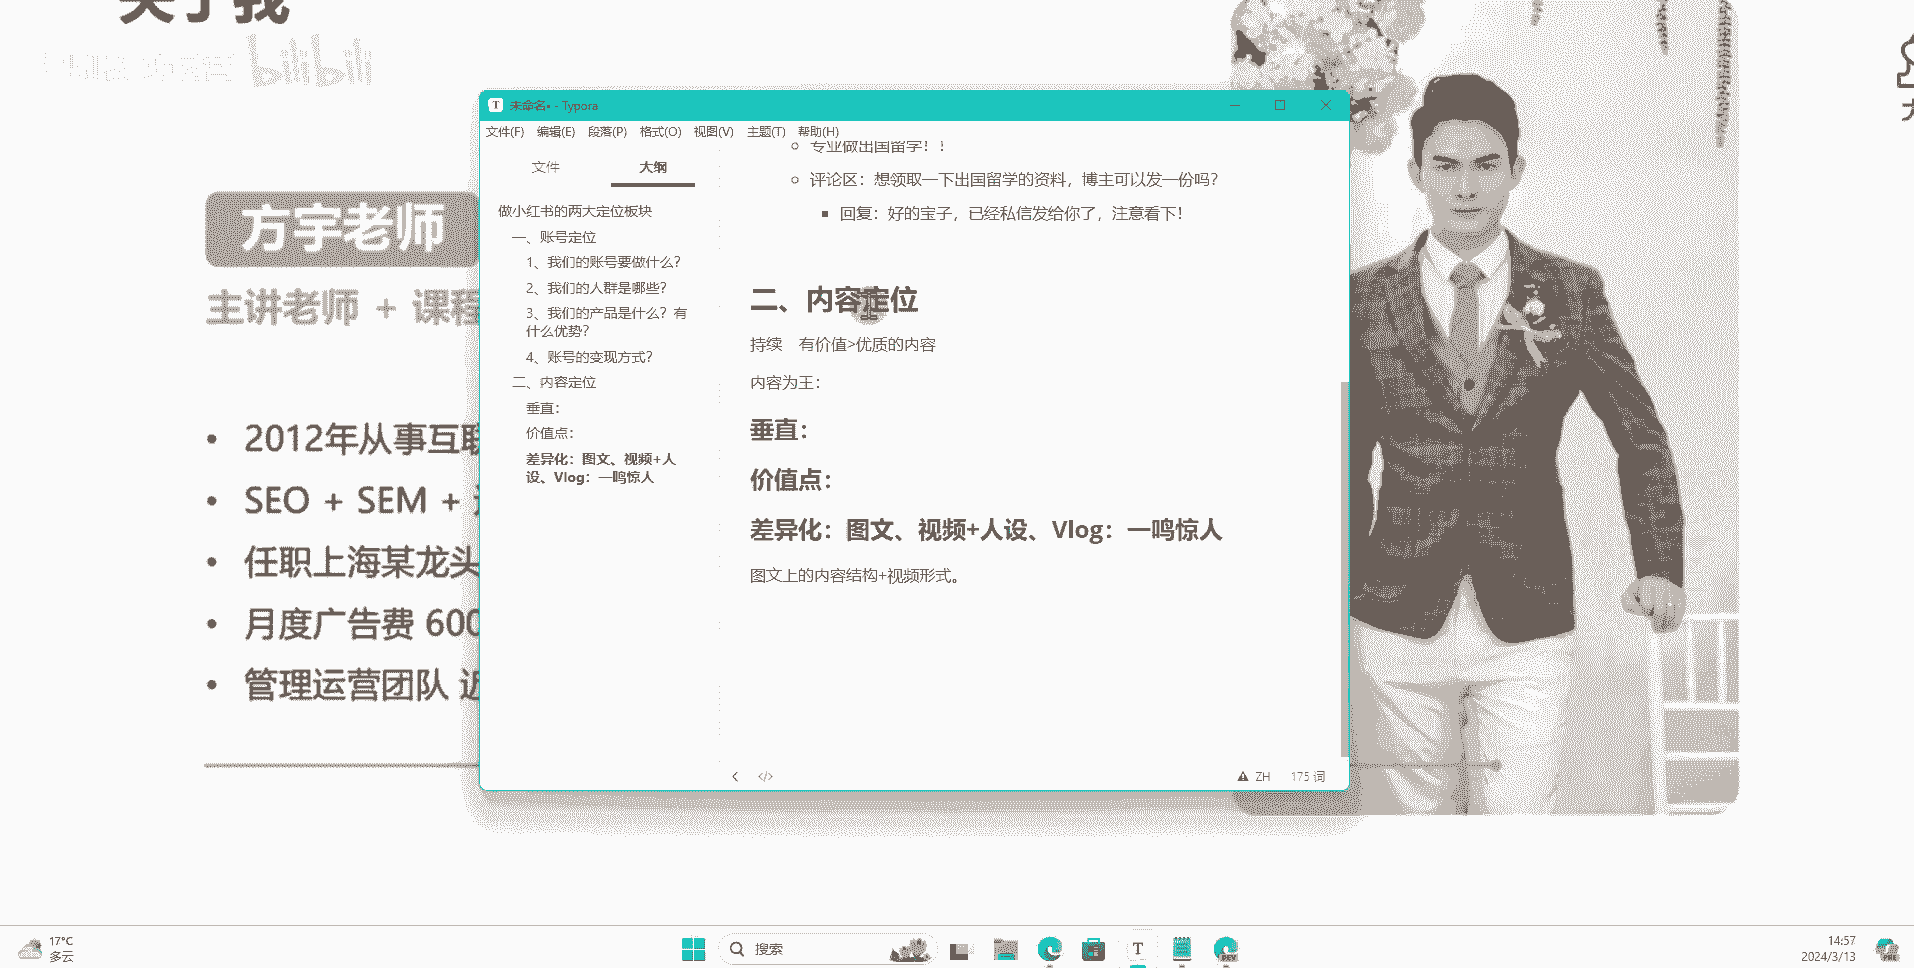 关于我
bilibili
方宇老师
主讲老师 + 课程
2012年从事互联
SEO + SEM +
任职上海某龙头
月度广告费 600
管理运营团队 近
未命名• - Typora
文件(F) 编辑(E) 段落(P) 格式(O) 视图(V) 主题(T) 帮助(H)
文件 大纲
做小红书的两大定位板块
一、账号定位
1、我们的账号要做什么？
2、我们的人群是哪些？
3、我们的产品是什么？有
什么优势？
4、账号的变现方式？
二、内容定位
垂直：
价值点：
差异化：图文、视频+人
设、Vlog：一鸣惊人
专业做出国留学！！
评论区：想领取一下出国留学的资料，博主可以发一份吗？
回复：好的宝子，已经私信发给你了，注意看下！
二、内容定位
持续 有价值>优质的内容
内容为王：
垂直：
价值点：
差异化：图文、视频+人设、Vlog：一鸣惊人
图文上的内容结构+视频形式。
ZH 175 词
17°C
多云
搜索
T
DEV
14:57
2024/3/13
PRE